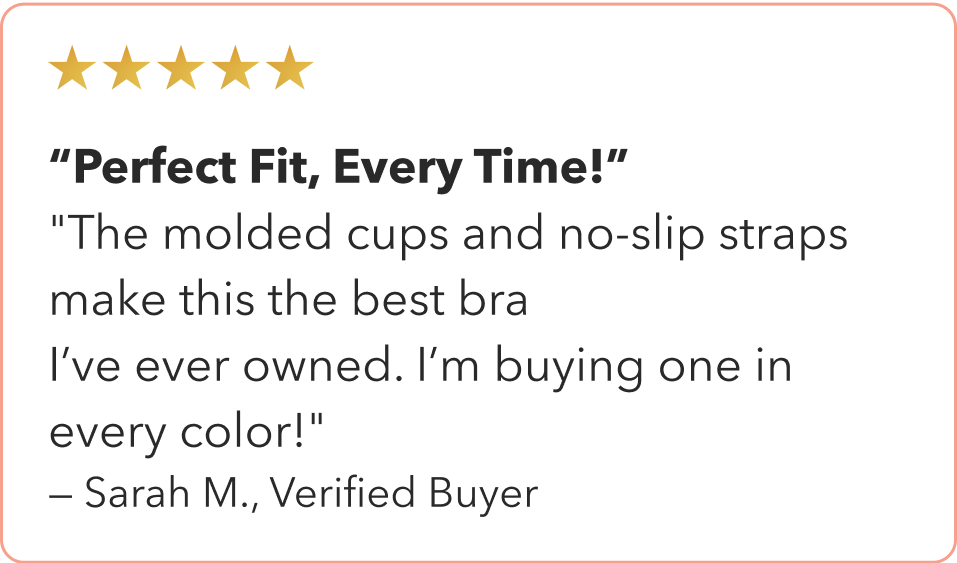 “Perfect Fit, Every Time!”
"The molded cups and no-slip straps
make this the best bra
I’ve ever owned. I’m buying one in
every color!"
– Sarah M., Verified Buyer